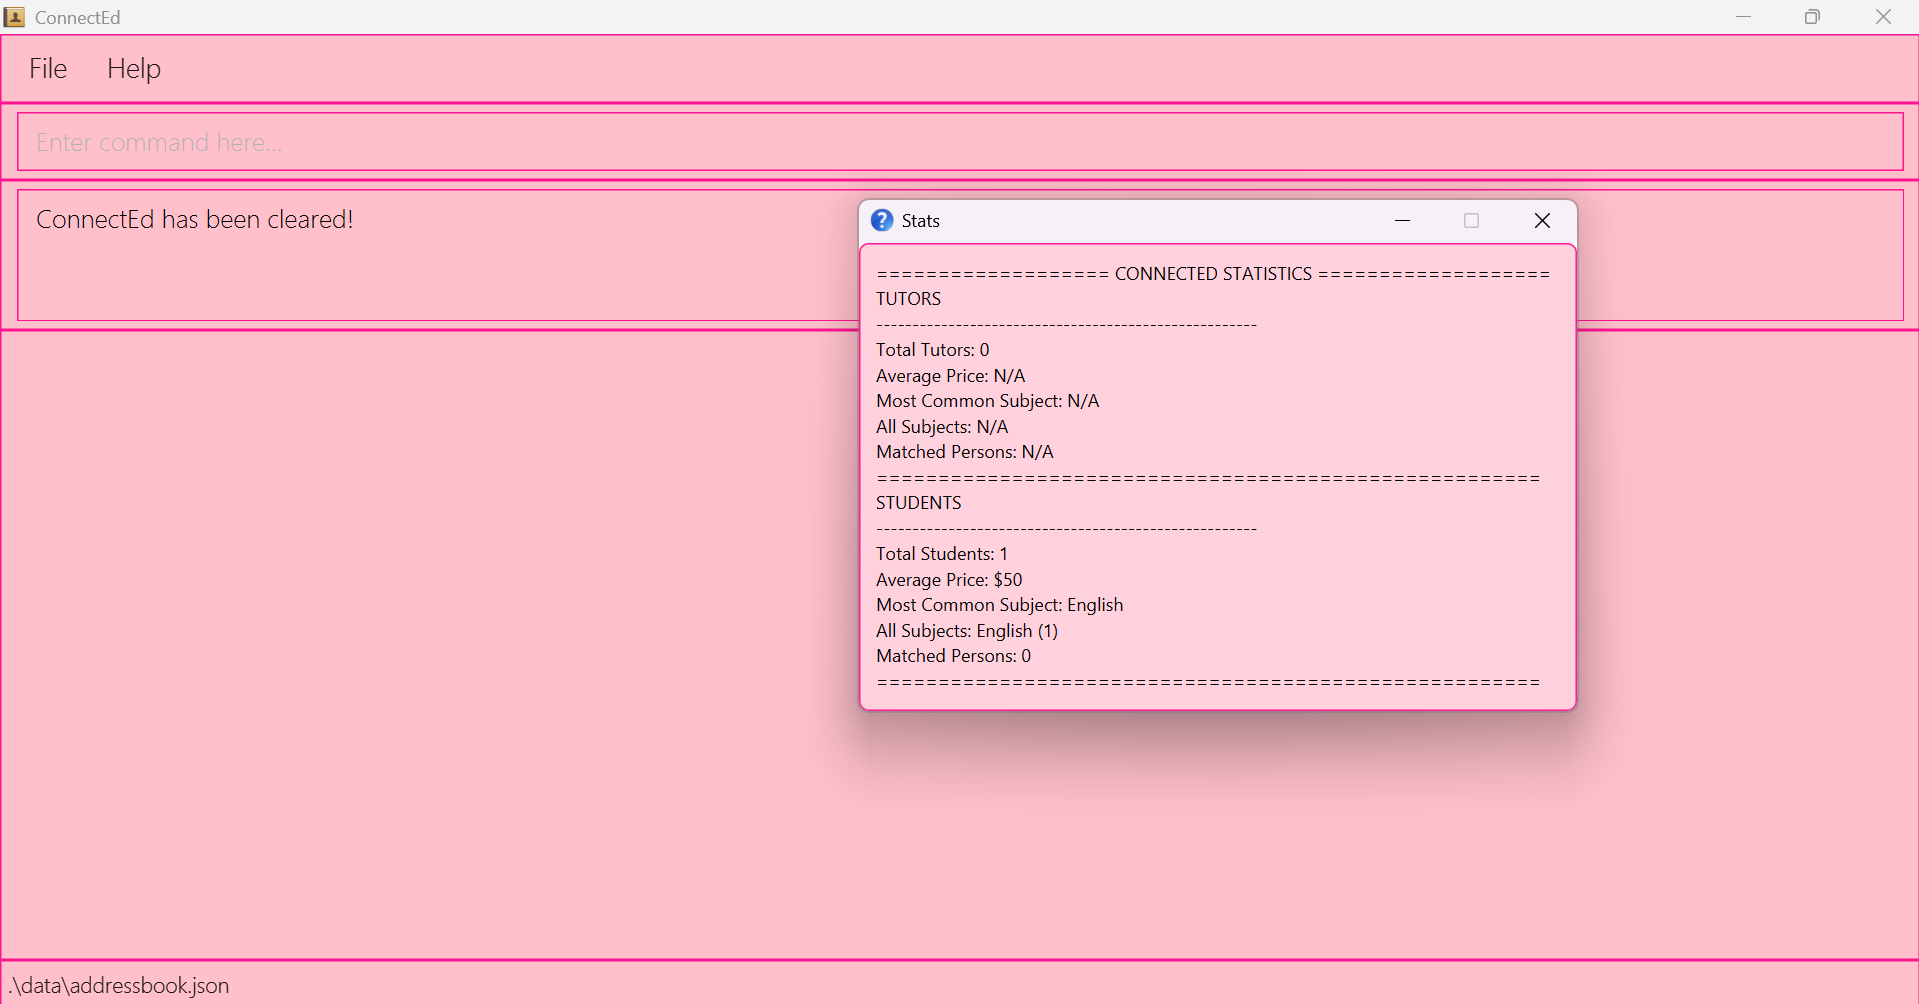 ConnectEd
File Help
Enter command here...
ConnectEd has been cleared!
Stats
=================== CONNECTED STATISTICS ===================
TUTORS
-----------------------------------------------------
Total Tutors: 0
Average Price: N/A
Most Common Subject: N/A
All Subjects: N/A
Matched Persons: N/A
======================================================
STUDENTS
-----------------------------------------------------
Total Students: 1
Average Price: $50
Most Common Subject: English
All Subjects: English (1)
Matched Persons: 0
======================================================
.\data\addressbook.json